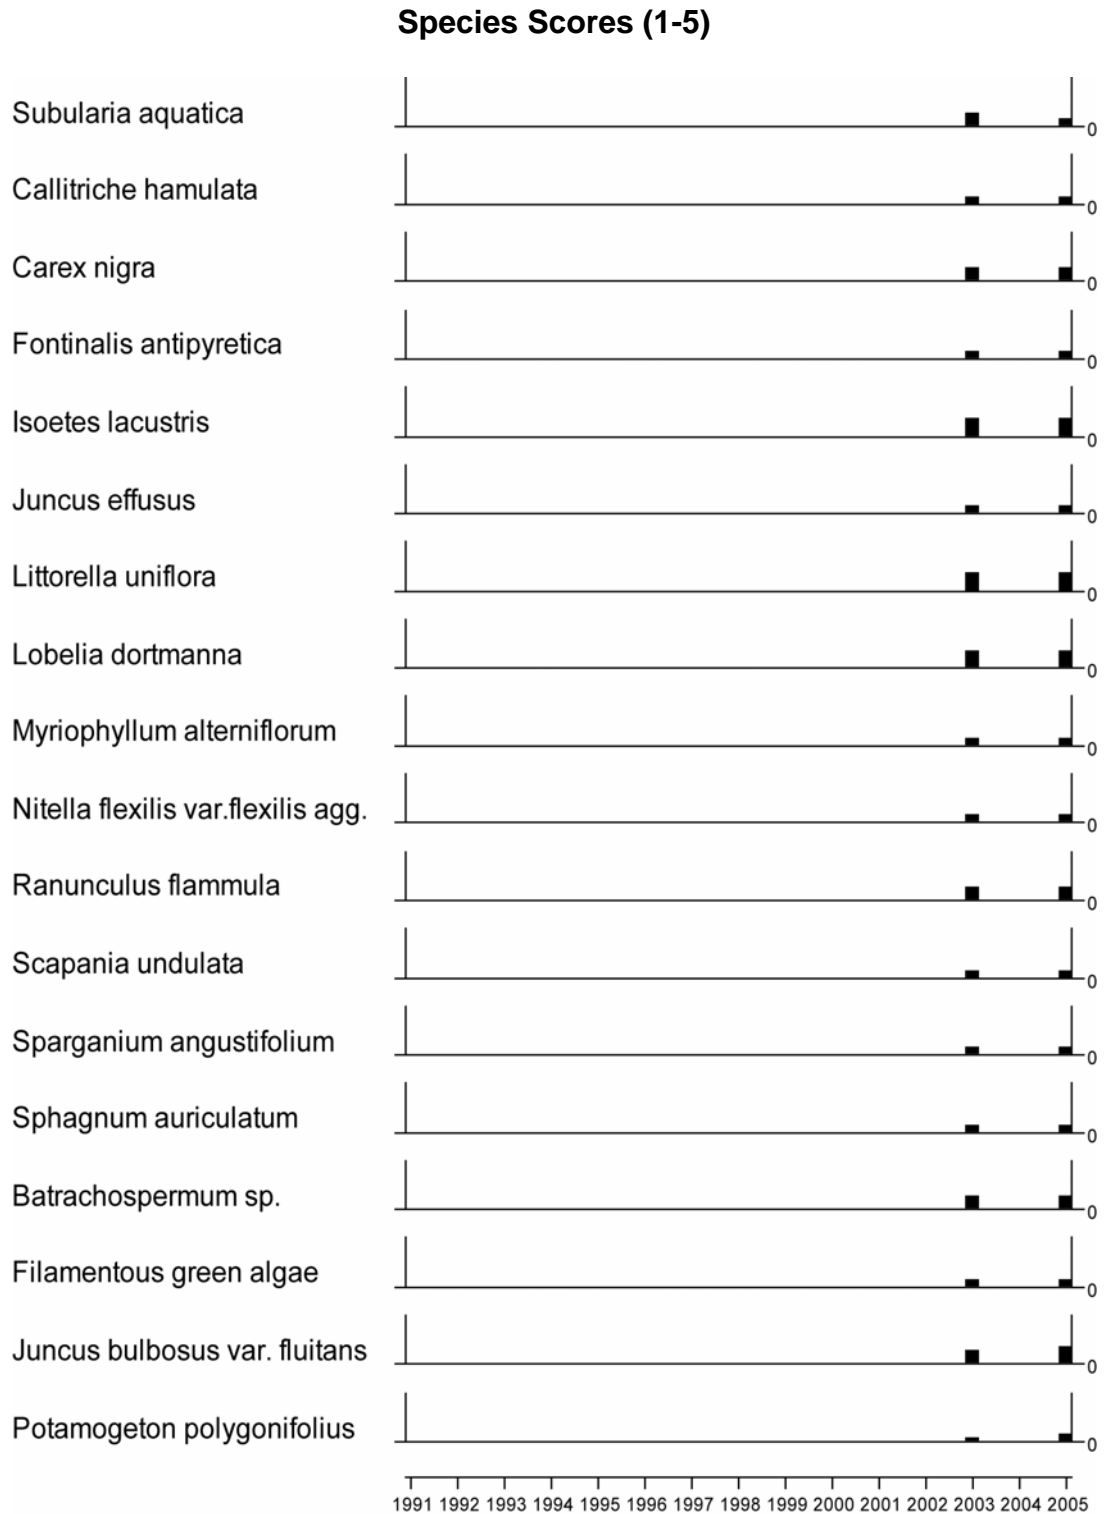 Species Scores (1-5)
Subularia aquatica 0
Callitriche hamulata 0
Carex nigra 0
Fontinalis antipyretica 0
Isoetes lacustris 0
Juncus effusus 0
Littorella uniflora 0
Lobelia dortmanna 0
Myriophyllum alterniflorum 0
Nitella flexilis var.flexilis agg. 0
Ranunculus flammula 0
Scapania undulata 0
Sparganium angustifolium 0
Sphagnum auriculatum 0
Batrachospermum sp. 0
Filamentous green algae 0
Juncus bulbosus var. fluitans 0
Potamogeton polygonifolius 0
1991 1992 1993 1994 1995 1996 1997 1998 1999 2000 2001 2002 2003 2004 2005